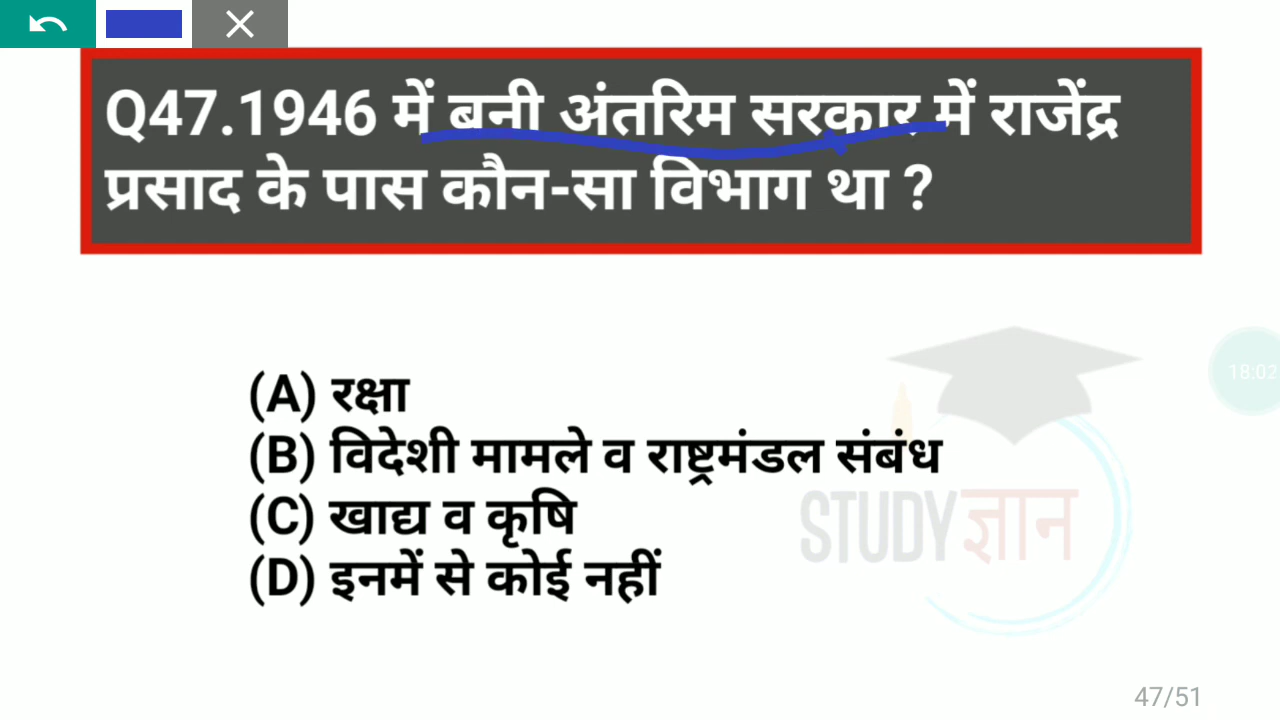 Q47.1946 में बनी अंतरिम सरकार में राजेंद्र
प्रसाद के पास कौन-सा विभाग था ?
(A) रक्षा
(B) विदेशी मामले व राष्ट्रमंडल संबंध
(C) खाद्य व कृषि
(D) इनमें से कोई नहीं
18:02
STUDYज्ञान
47/51